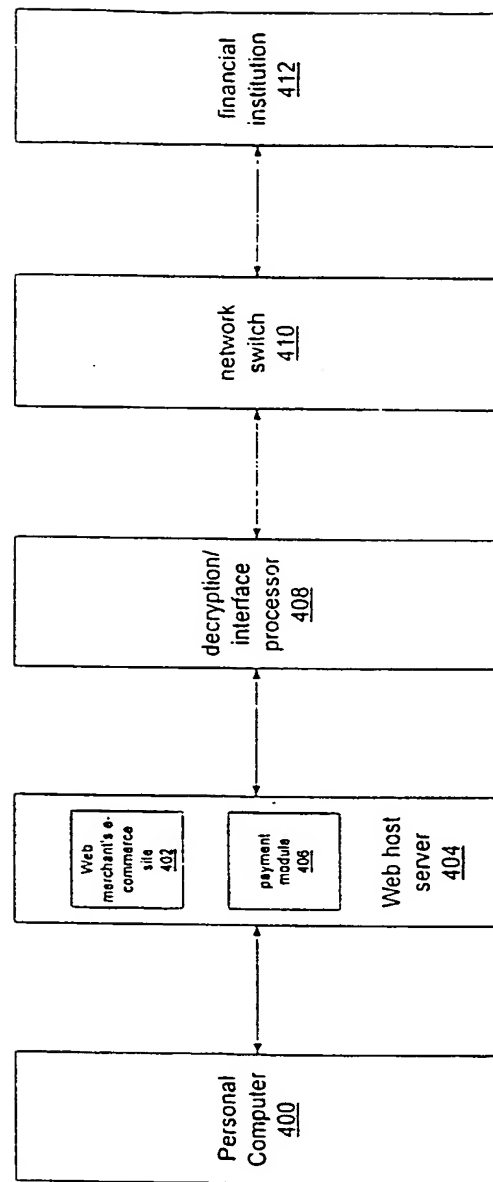 Personal
Computer
400
Web
merchant's e-
commerce
site
402
payment
module
406
Web host
server
404
decryption/
interface
processor
408
network
switch
410
financial
institution
412